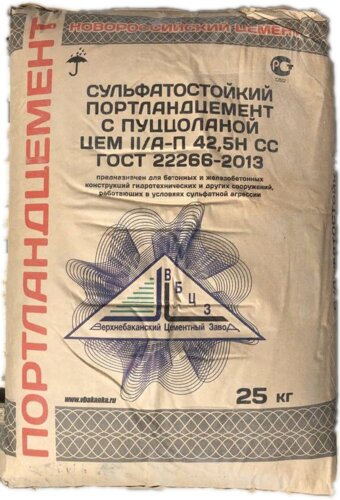 НОВОРОССИЙСКИЙ ЦЕМЕНТ
ПОРТЛАНДЦЕМЕНТ
СУЛЬФАТОСТОЙКИЙ
ПОРТЛАНДЦЕМЕНТ
С ПУЦЦОЛАНОЙ
ЦЕМ II/А-П 42,5Н СС
ГОСТ 22266-2013
предназначен для бетонных и железобетонных
конструкций гидротехнических и других сооружений,
работающих в условиях сульфатной агрессии
В
Б
Ц
З
Верхнебаканский Цементный Завод
www.vbakanka.ru
25 кг